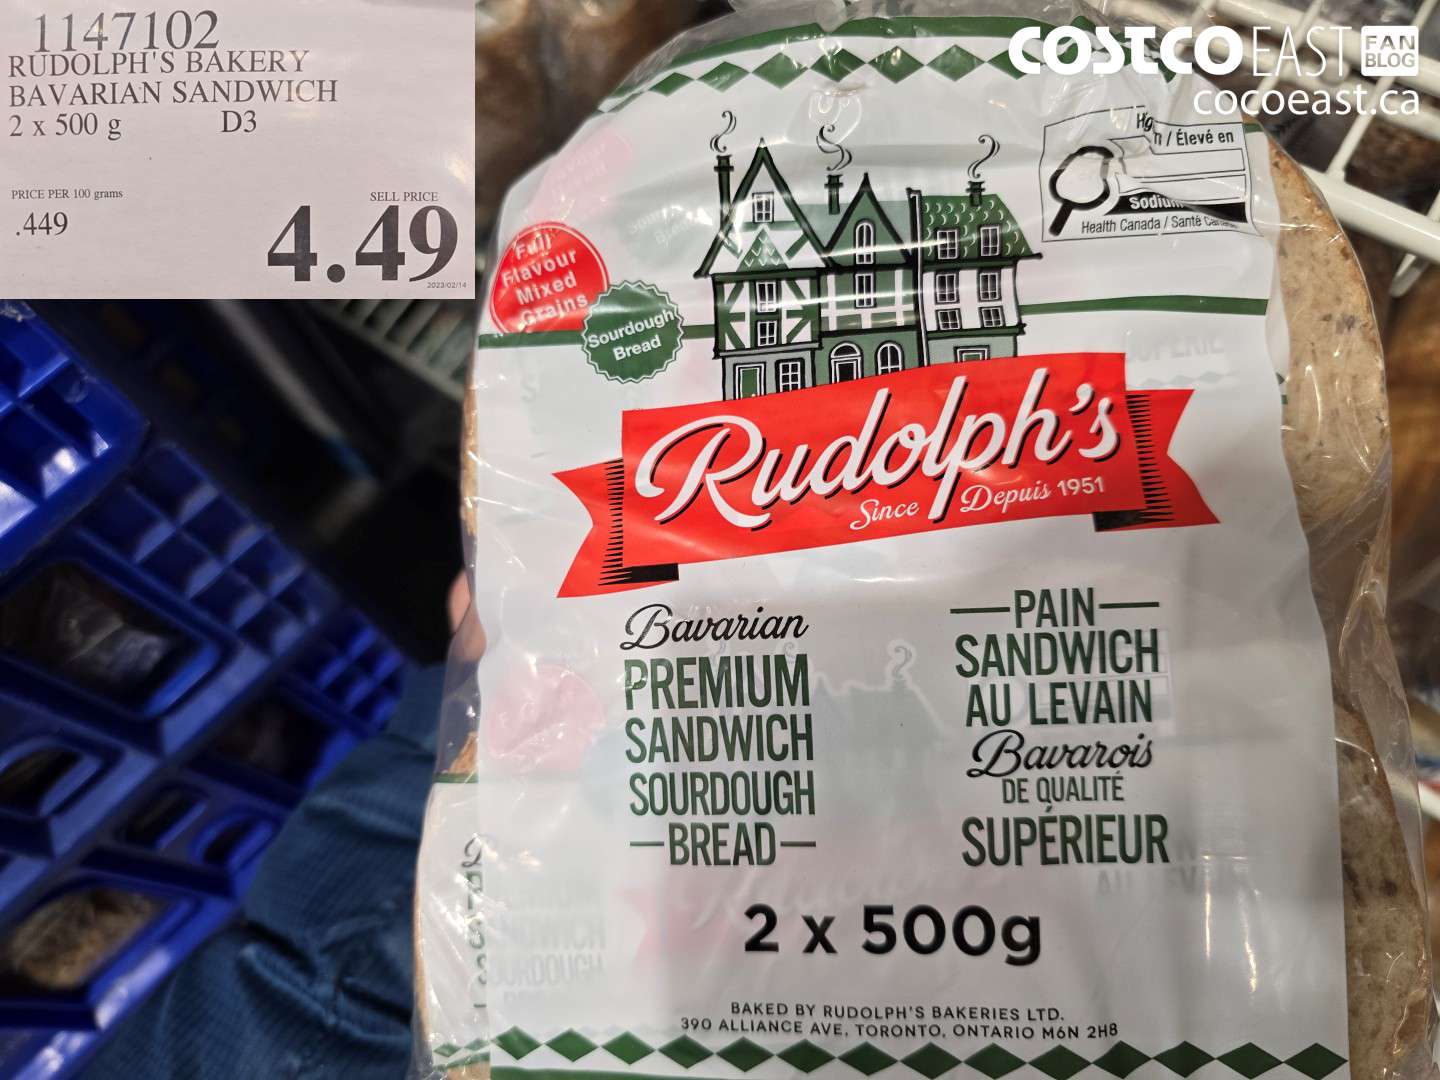 1147102
RUDOLPH'S BAKERY
BAVARIAN SANDWICH
2 x 500 g D3
PRICE PER 100 grams
.449
SELL PRICE
4.49
2023/02/14
COSTCO EAST FAN BLOG
cocoeast.ca
/ Élevé en
Sodium
Health Canada / Santé
Full
Flavour
Mixed
Grains
Sourdough
Bread
Rudolph's
Since Depuis 1951
Bavarian
PREMIUM
SANDWICH
SOURDOUGH
BREAD
PAIN
SANDWICH
AU LEVAIN
Bavarois
DE QUALITÉ
SUPÉRIEUR
2 x 500g
BAKED BY RUDOLPH'S BAKERIES LTD.
390 ALLIANCE AVE, TORONTO, ONTARIO M6N 2H8